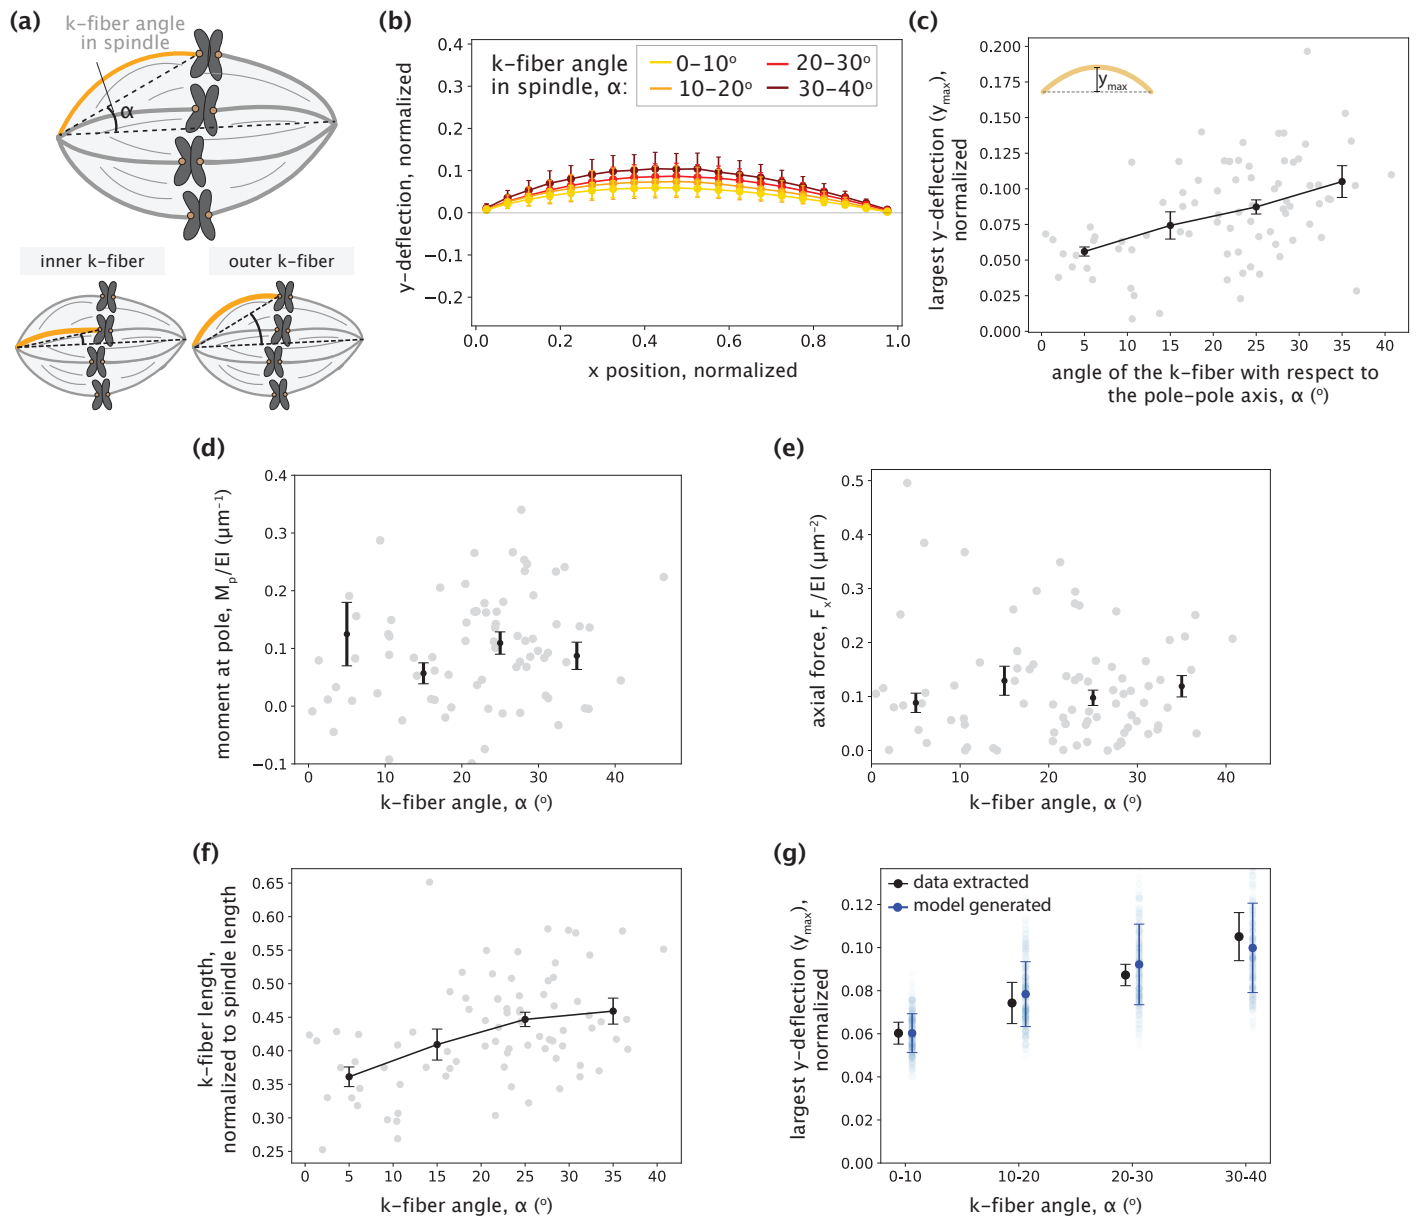 (a)
k–fiber angle
in spindle
α
inner k–fiber
outer k–fiber
(b)
y–deflection, normalized
0.4
0.3
0.2
0.1
0.0
−0.1
−0.2
k–fiber angle
in spindle, α:
0–10°
20–30°
10–20°
30–40°
0.0
0.2
0.4
0.6
0.8
1.0
x position, normalized
(c)
largest y–deflection (y_max),
normalized
0.200
0.175
0.150
0.125
0.100
0.075
0.050
0.025
0.000
y_max
0
5
10
15
20
25
30
35
40
angle of the k–fiber with respect to
the pole–pole axis, α (°)
(d)
moment at pole, M_p/EI (μm⁻¹)
0.4
0.3
0.2
0.1
0.0
−0.1
0
10
20
30
40
k–fiber angle, α (°)
(e)
axial force, F_x/EI (μm⁻²)
0.5
0.4
0.3
0.2
0.1
0.0
0
10
20
30
40
k–fiber angle, α (°)
(f)
k–fiber length,
normalized to spindle length
0.65
0.60
0.55
0.50
0.45
0.40
0.35
0.30
0.25
0
5
10
15
20
25
30
35
40
k–fiber angle, α (°)
(g)
largest y–deflection (y_max),
normalized
0.12
0.10
0.08
0.06
0.04
0.02
0.00
data extracted
model generated
0-10
10-20
20-30
30-40
k–fiber angle, α (°)